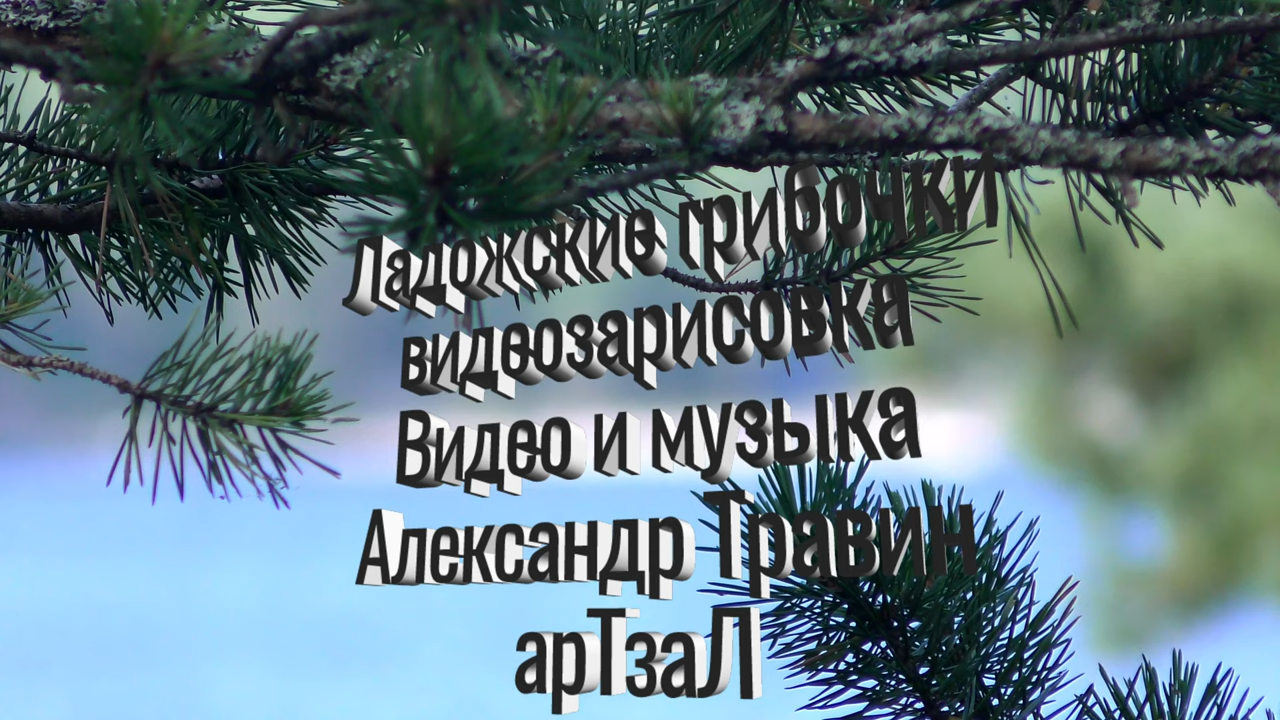 Ладожские грибочки
видеозарисовка
Видео и музыка
Александр Травин
арТзаЛ